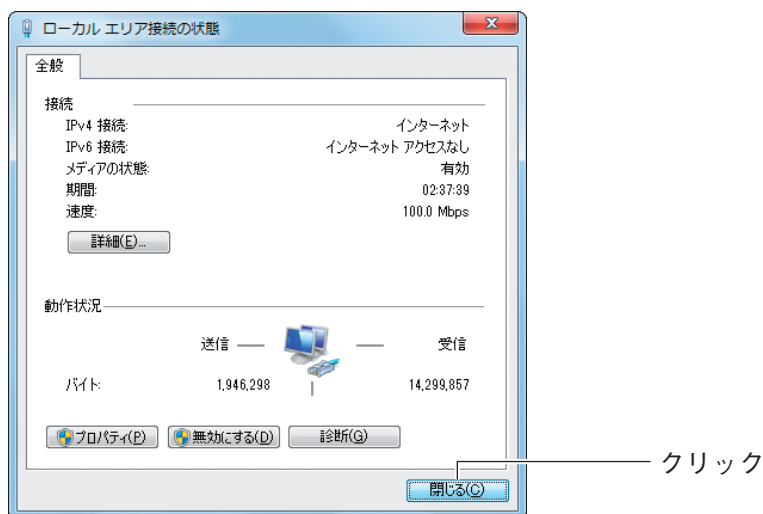 ローカル エリア接続の状態
全般
接続
IPv4 接続: インターネット
IPv6 接続: インターネット アクセスなし
メディアの状態: 有効
期間: 02:37:39
速度: 100.0 Mbps
詳細(E)...
動作状況
送信 受信
バイト: 1,946,298 14,299,857
プロパティ(P) 無効にする(D) 診断(G)
閉じる(C) クリック